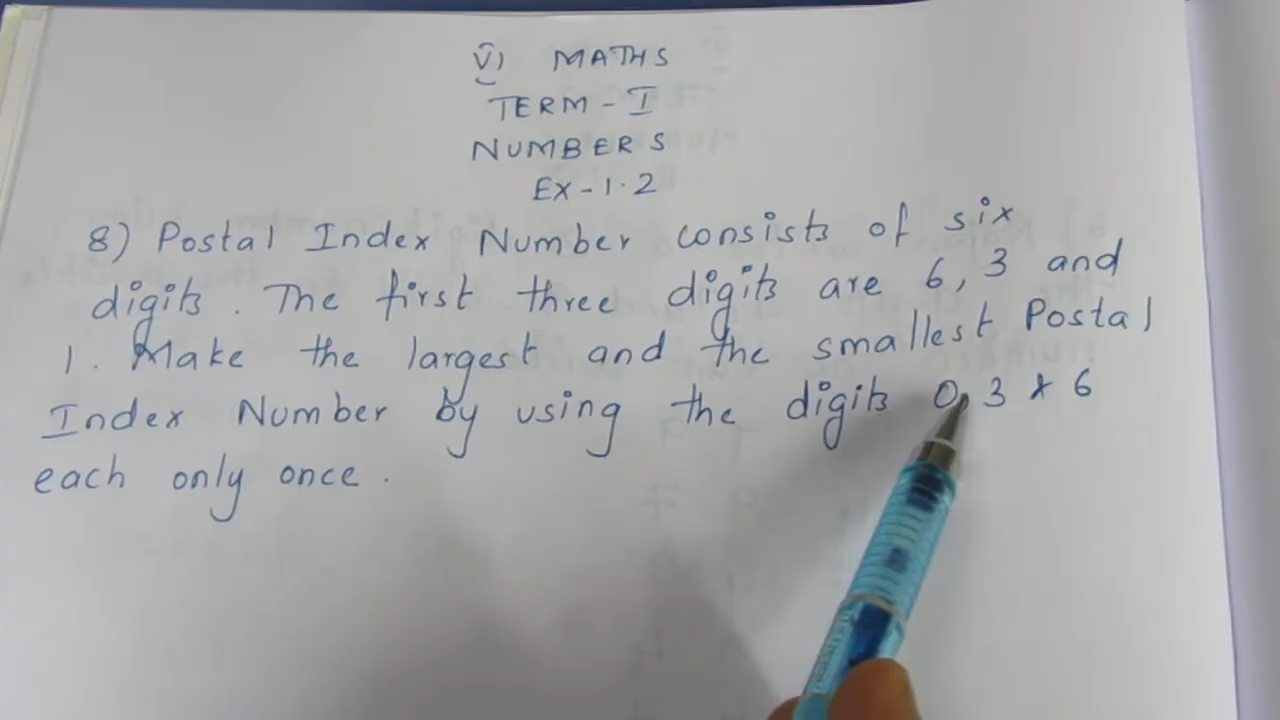 VI MATHS
TERM - I
NUMBERS
EX - 1.2
8) Postal Index Number consists of six
digits. The first three digits are 6, 3 and
1. Make the largest and the smallest Postal
Index Number by using the digits 0, 3 & 6
each only once.